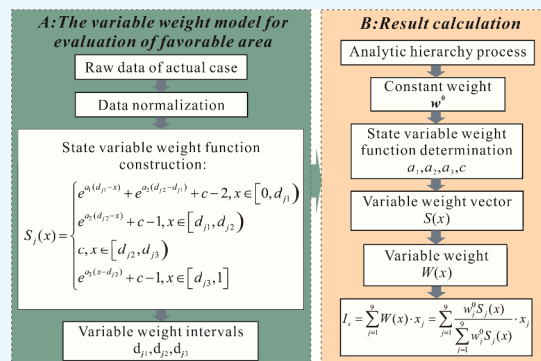 A:The variable weight model for
evaluation of favorable area
Raw data of actual case
Data normalization
State variable weight function
construction:
S_j(x) = { e^{a_1(d_{j1}-x)} + e^{a_2(d_{j2}-d_{j1})} + c-2, x∈[0, d_{j1})
e^{a_2(d_{j2}-x)} + c-1, x∈[d_{j1}, d_{j2})
c, x∈[d_{j2}, d_{j3})
e^{a_3(x-d_{j3})} + c-1, x∈[d_{j3}, 1]
Variable weight intervals
d_{j1}, d_{j2}, d_{j3}
B:Result calculation
Analytic hierarchy process
Constant weight
w^0
State variable weight
function determination
a_1, a_2, a_3, c
Variable weight vector
S(x)
Variable weight
W(x)
I_s = ∑_{j=1}^{9} W(x)·x_j = ∑_{j=1}^{9} \frac{w_j^0 S_j(x)}{∑_{j=1}^{9} w_j^0 S_j(x)} · x_j